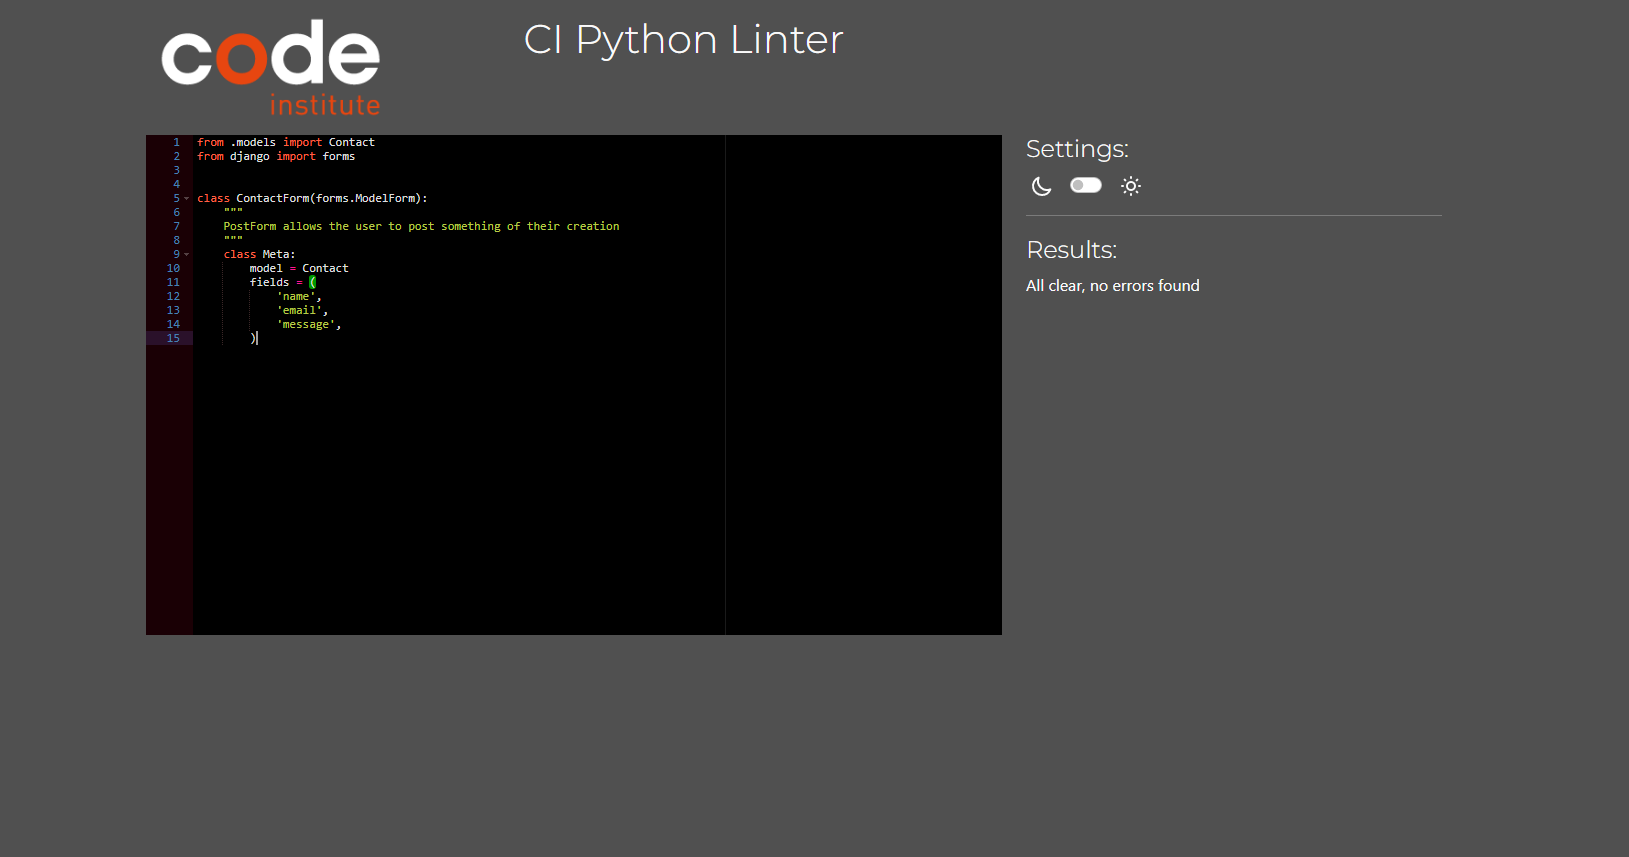 code
institute
CI Python Linter
1 from .models import Contact
2 from django import forms
3
4
5 class ContactForm(forms.ModelForm):
6     """
7     PostForm allows the user to post something of their creation
8     """
9     class Meta:
10         model = Contact
11         fields = (
12             'name',
13             'email',
14             'message',
15         )
Settings:
Results:
All clear, no errors found